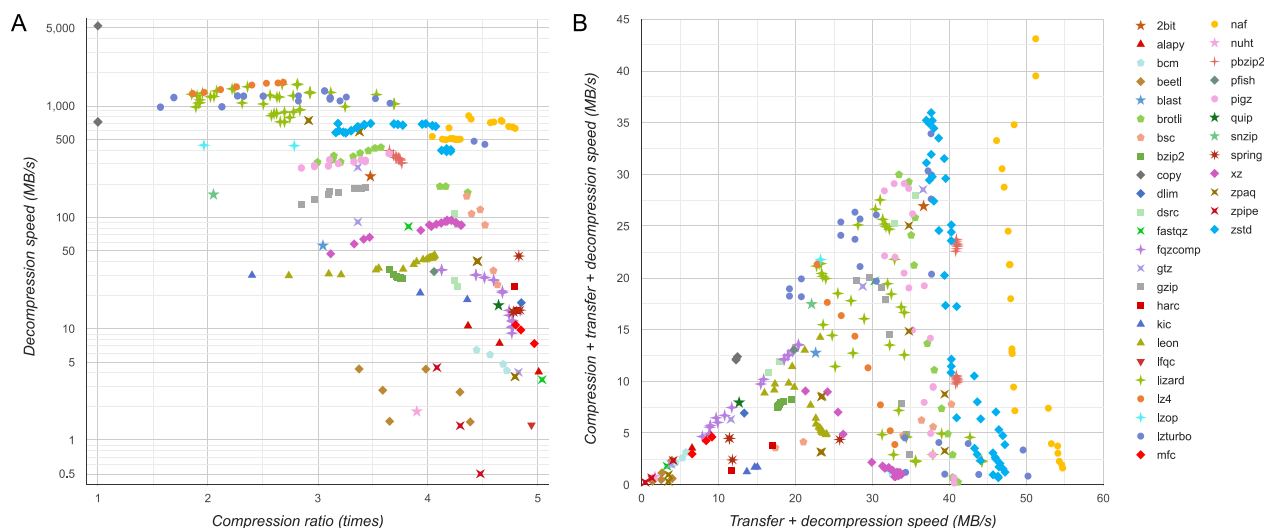 A
Decompression speed (MB/s)
5,000
1,000
500
100
50
10
5
1
0.5
1
2
3
4
5
Compression ratio (times)
B
Compression + transfer + decompression speed (MB/s)
45
40
35
30
25
20
15
10
5
0
0
10
20
30
40
50
60
Transfer + decompression speed (MB/s)
2bit
alapy
bcm
beetl
blast
brotli
bsc
bzip2
copy
dlim
dsrc
fastqz
fqzcomp
gtz
gzip
harc
kic
leon
lfqc
lizard
lz4
lzop
lzturbo
mfc
naf
nuht
pbzip2
pfish
pigz
quip
snzip
spring
xz
zpaq
zpipe
zstd